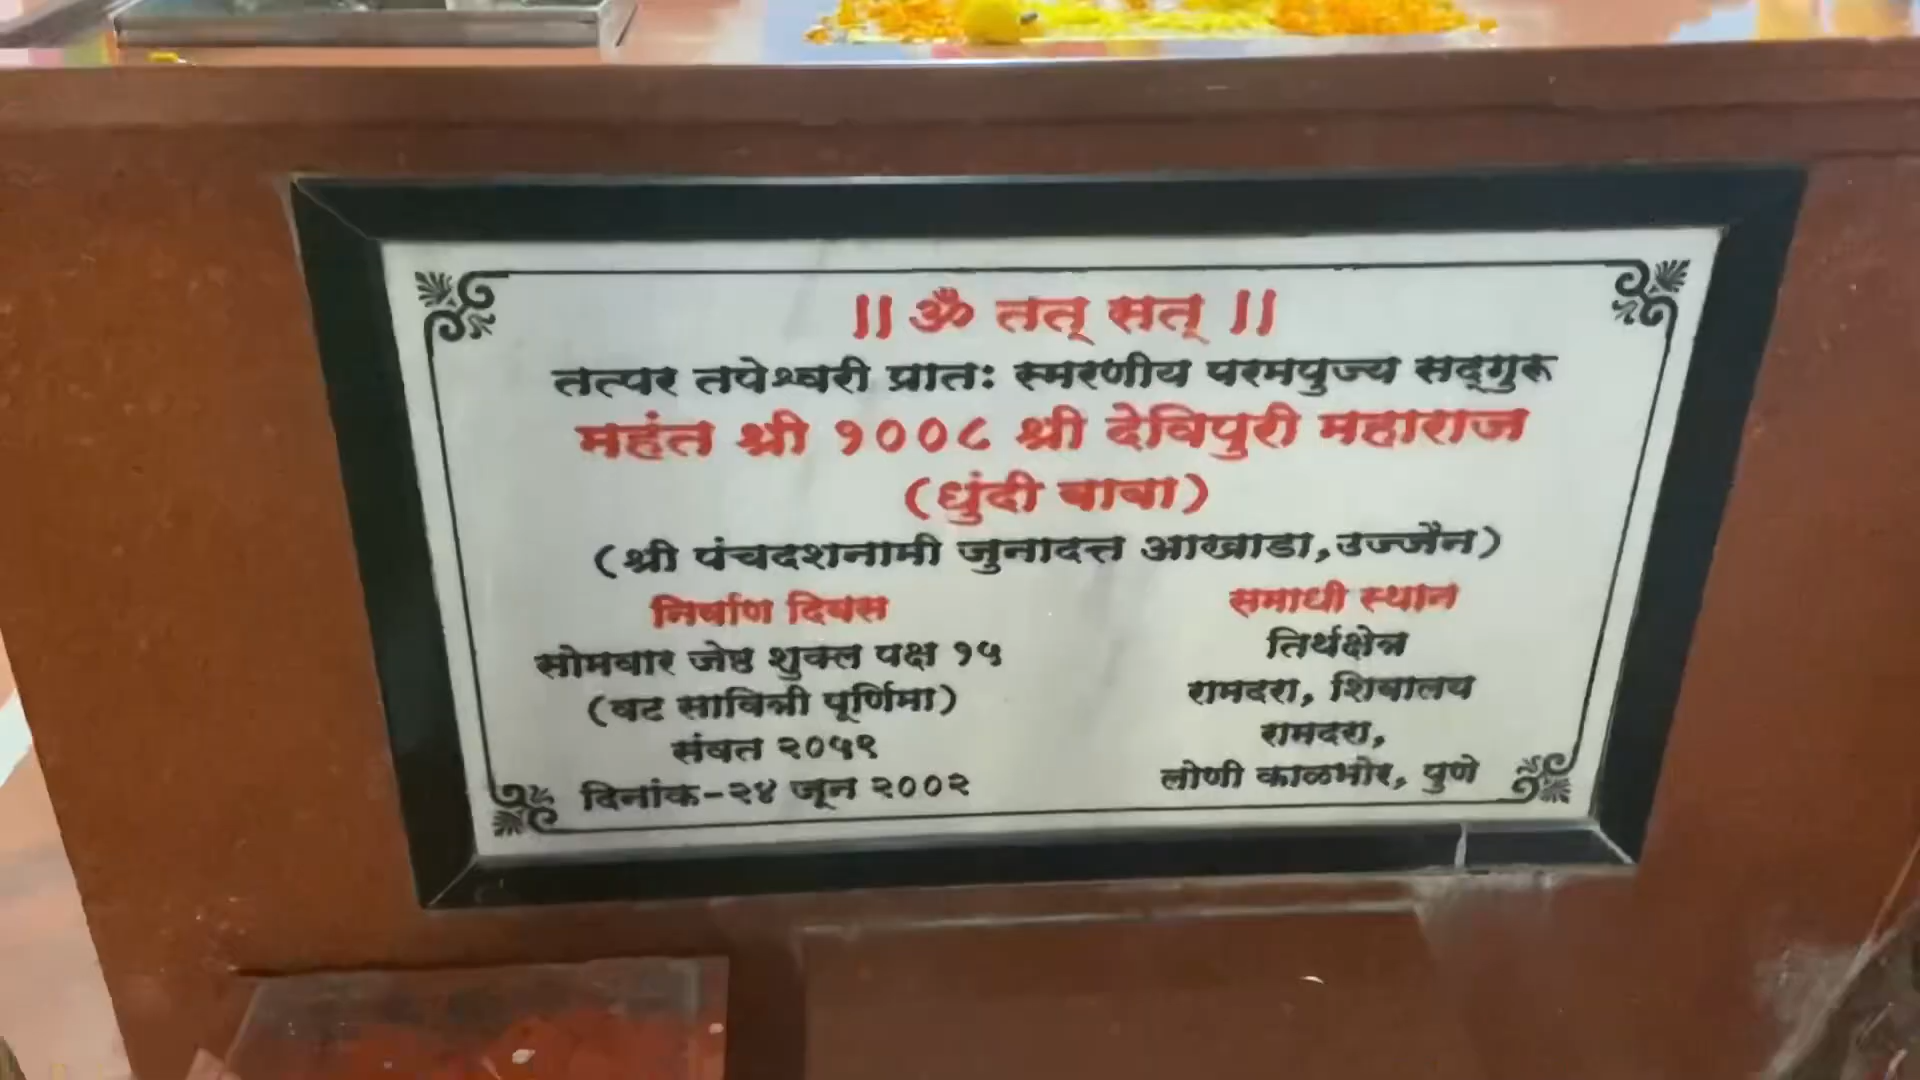 || ॐ तत् सत् ||
तत्पर तपेश्वरी प्रातः स्मरणीय परमपुज्य सद्‌गुरू
महंत श्री १००८ श्री देविपुरी महाराज
(धुंदी बाबा)
(श्री पंचदशनामी जुनादत्त आखाडा,उज्जैन)
निर्वाण दिवस
सोमवार जेष्ठ शुक्ल पक्ष १५
(वट सावित्री पूर्णिमा)
संवत २०५९
दिनांक-२४ जून २००२
समाधी स्थान
तिर्थक्षेत्र
रामदरा, शिवालय
रामदरा,
लोणी काळभोर, पुणे